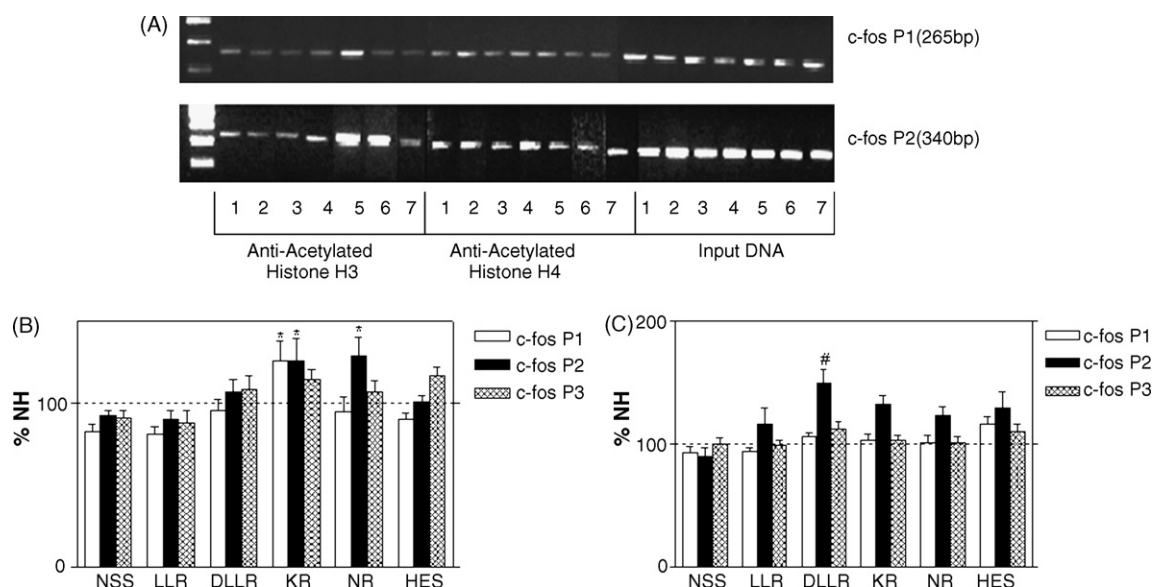 (A)
c-fos P1(265bp)
c-fos P2(340bp)
1 2 3 4 5 6 7 1 2 3 4 5 6 7 1 2 3 4 5 6 7
Anti-Acetylated
Histone H3
Anti-Acetylated
Histone H4
Input DNA
(B)
% NH
100
0
* * *
c-fos P1
c-fos P2
c-fos P3
NSS LLR DLLR KR NR HES
(C)
% NH
200
100
0
#
c-fos P1
c-fos P2
c-fos P3
NSS LLR DLLR KR NR HES